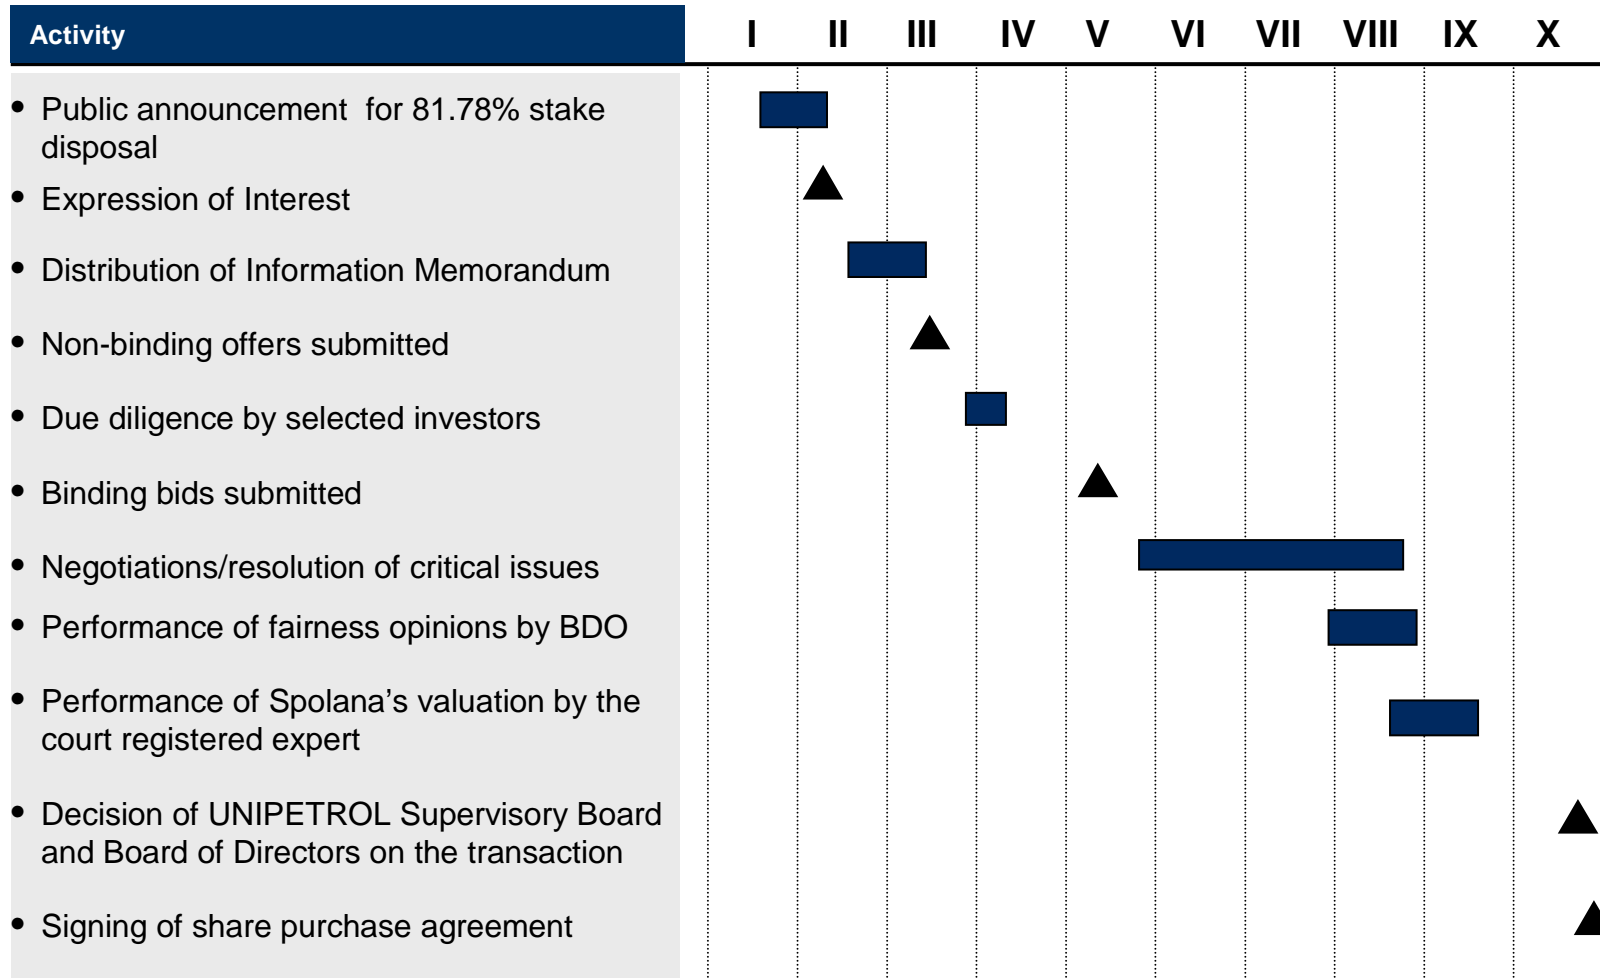 Activity I II III IV V VI VII VIII IX X
• Public announcement for 81.78% stake
disposal
• Expression of Interest
• Distribution of Information Memorandum
• Non-binding offers submitted
• Due diligence by selected investors
• Binding bids submitted
• Negotiations/resolution of critical issues
• Performance of fairness opinions by BDO
• Performance of Spolana’s valuation by the
court registered expert
• Decision of UNIPETROL Supervisory Board
and Board of Directors on the transaction
• Signing of share purchase agreement